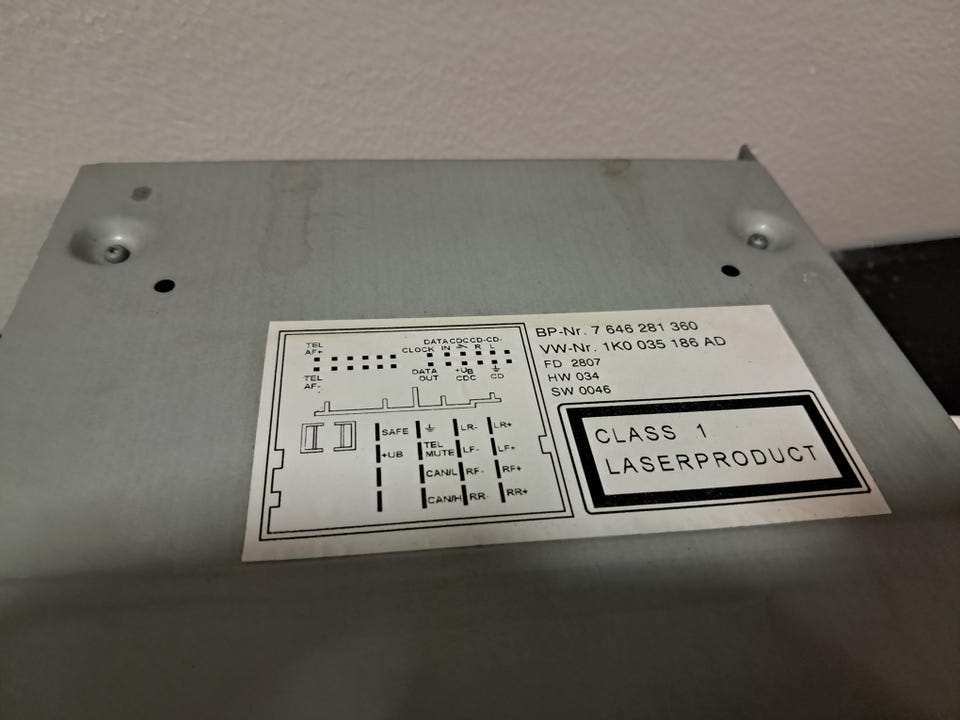 BP-Nr. 7 646 281 360
VW-Nr. 1K0 035 186 AD
FD 2807
HW 034
SW 0046
CLASS 1
LASERPRODUCT
TEL AF+
DATA CDC CD- CD-
CLOCK IN R L
TEL AF-
DATA OUT +UB CDC CD
SAFE LR- LR+
+UB TEL MUTE LF- LF+
CAN/L RF- RF+
CAN/H RR- RR+